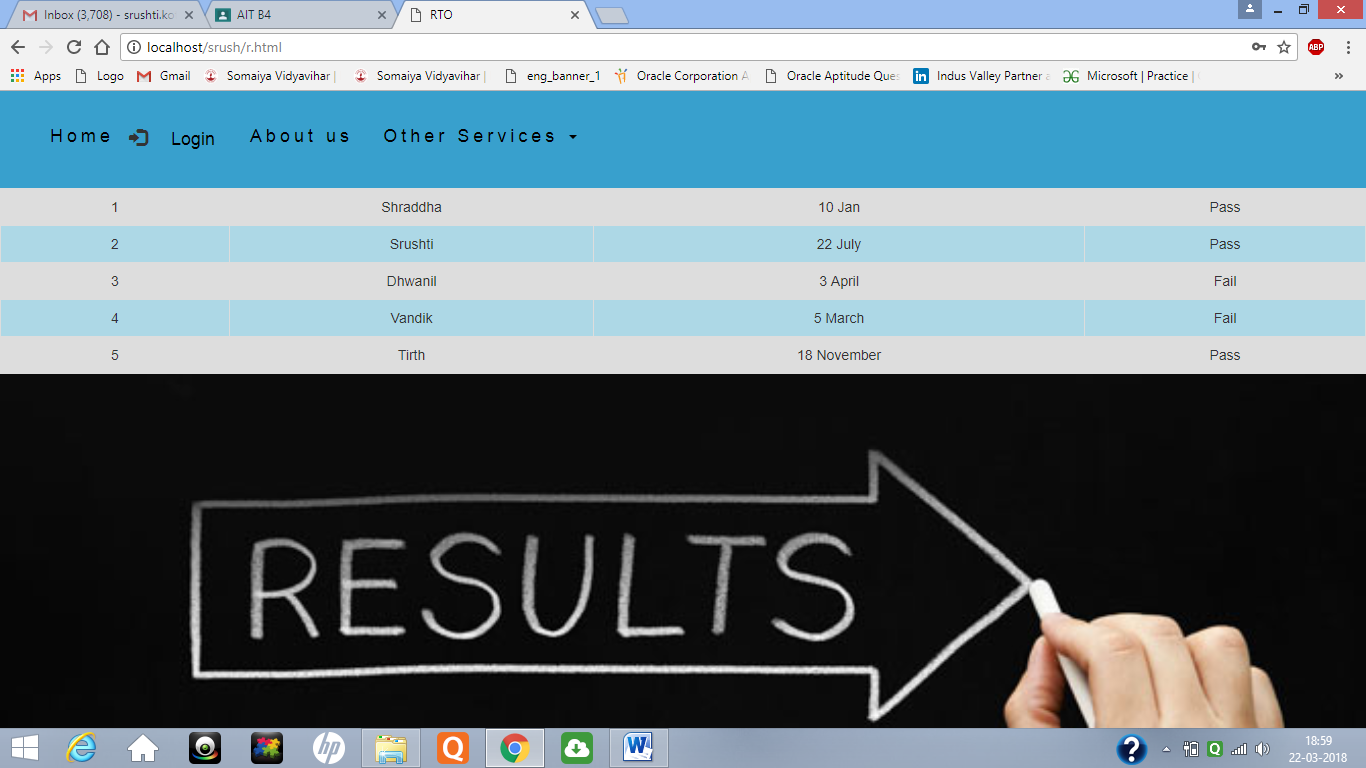 Inbox (3,708) - srushti.ko
AIT B4
RTO
localhost/srush/r.html
ABP
Apps Logo Gmail Somaiya Vidyavihar | Somaiya Vidyavihar | eng_banner_1 Oracle Corporation A Oracle Aptitude Ques Indus Valley Partner Microsoft | Practice |
Home Login About us Other Services
1 Shraddha 10 Jan Pass
2 Srushti 22 July Pass
3 Dhwanil 3 April Fail
4 Vandik 5 March Fail
5 Tirth 18 November Pass
RESULTS
18:59
22-03-2018